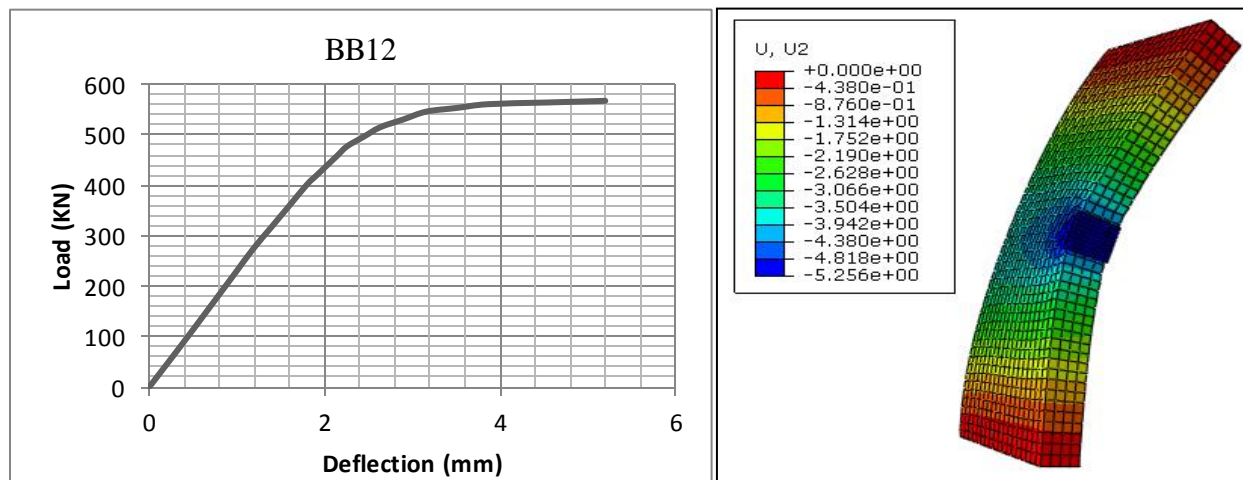 BB12
600
500
400
300
200
100
0
Load (KN)
0 2 4 6
Deflection (mm)
U, U2
+0.000e+00
-4.380e-01
-8.760e-01
-1.314e+00
-1.752e+00
-2.190e+00
-2.628e+00
-3.066e+00
-3.504e+00
-3.942e+00
-4.380e+00
-4.818e+00
-5.256e+00